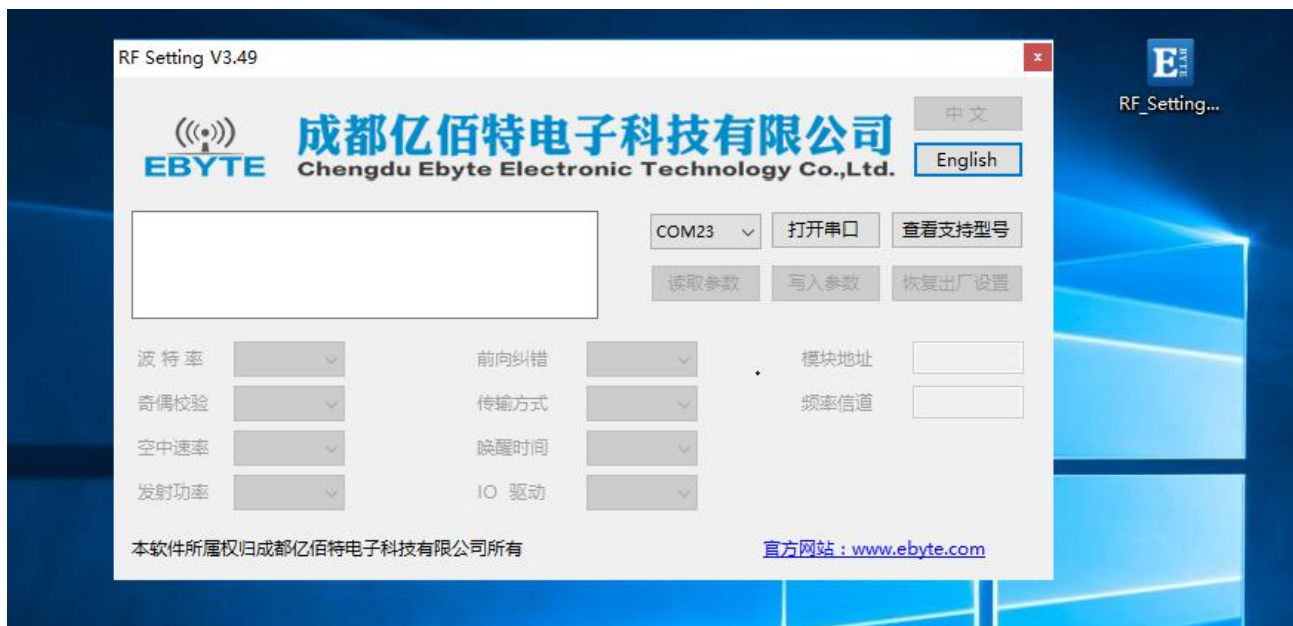 RF Setting V3.49
x
EBYTE
RF_Setting...
中 文
EBYTE
成都亿佰特电子科技有限公司
Chengdu Ebyte Electronic Technology Co.,Ltd.
English
COM23
打开串口
查看支持型号
读取参数
写入参数
恢复出厂设置
波 特 率
前向纠错
模块地址
奇偶校验
传输方式
频率信道
空中速率
唤醒时间
发射功率
IO 驱动
本软件所属权归成都亿佰特电子科技有限公司所有
官方网站：www.ebyte.com